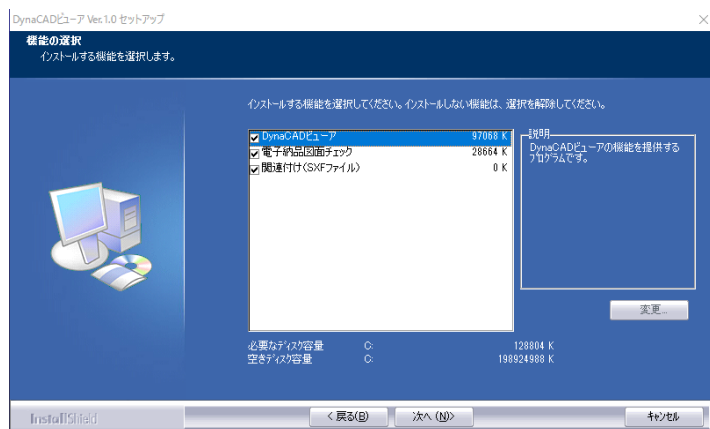 DynaCADビューア Ver.1.0 セットアップ
機能の選択
インストールする機能を選択します。
インストールする機能を選択してください。インストールしない機能は、選択を解除してください。
DynaCADビューア 97068 K
電子納品図面チェック 28664 K
関連付け(SXFファイル) 0 K
説明
DynaCADビューアの機能を提供する
プログラムです。
変更...
必要なディスク容量 C: 128804 K
空きディスク容量 C: 198924988 K
InstallShield
< 戻る(B)
次へ (N)>
キャンセル